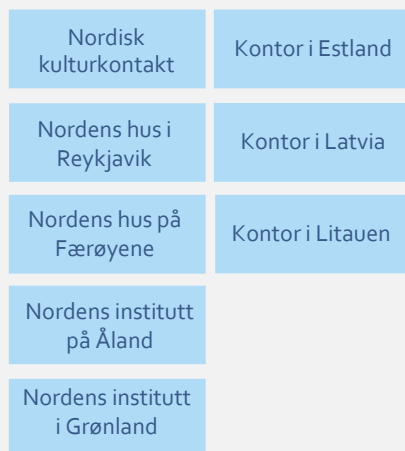 Nordisk
kulturkontakt
Kontor i Estland
Nordens hus i
Reykjavik
Kontor i Latvia
Nordens hus på
Færøyene
Kontor i Litauen
Nordens institutt
på Åland
Nordens institutt
i Grønland